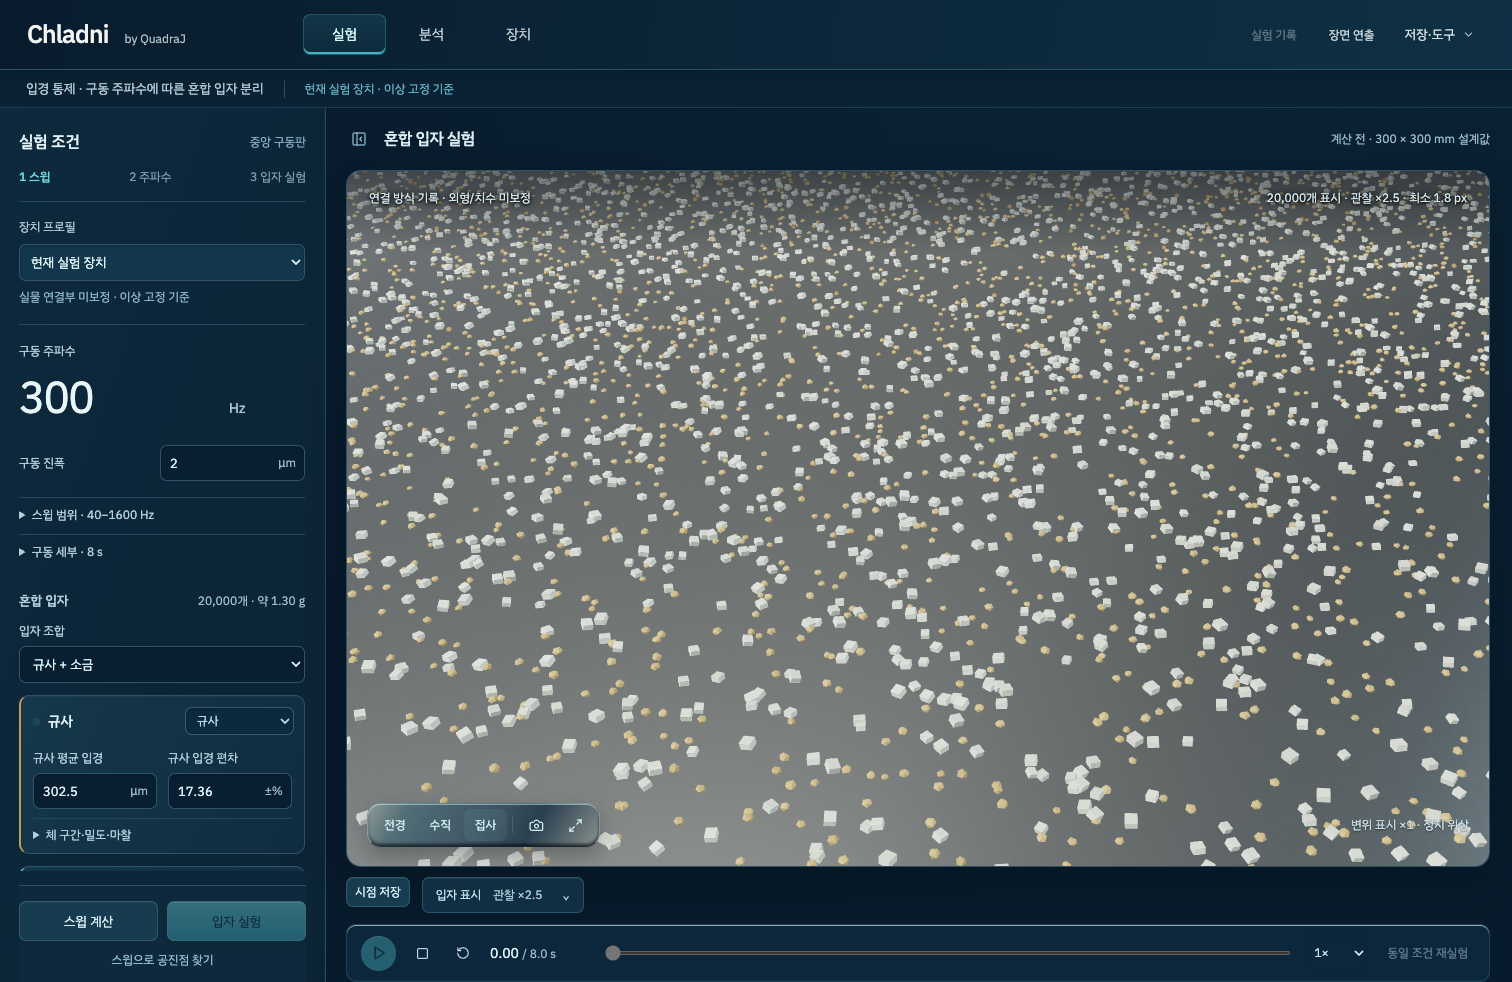 Chladni by QuadraJ
실험
분석
장치
실험 기록
장면 연출
저장·도구
입경 통제 · 구동 주파수에 따른 혼합 입자 분리
현재 실험 장치 · 이상 고정 기준
실험 조건
중앙 구동판
1 스윕
2 주파수
3 입자 실험
장치 프로필
현재 실험 장치
실물 연결부 미보정 · 이상 고정 기준
구동 주파수
300 Hz
구동 진폭
2 μm
스윕 범위 · 40–1600 Hz
구동 세부 · 8 s
혼합 입자
20,000개 · 약 1.30 g
입자 조합
규사 + 소금
규사
규사
규사 평균 입경
규사 입경 편차
302.5 μm
17.36 ±%
체 구간·밀도·마찰
스윕 계산
입자 실험
스윕으로 공진점 찾기
혼합 입자 실험
계산 전 · 300 × 300 mm 설계값
연결 방식 기록 · 외형/치수 미보정
20,000개 표시 · 관찰 ×2.5 · 최소 1.8 px
전경
수직
접사
변위 표시 ×1 · 정지 위상
시점 저장
입자 표시 관찰 ×2.5
0.00 / 8.0 s
1×
동일 조건 재실험